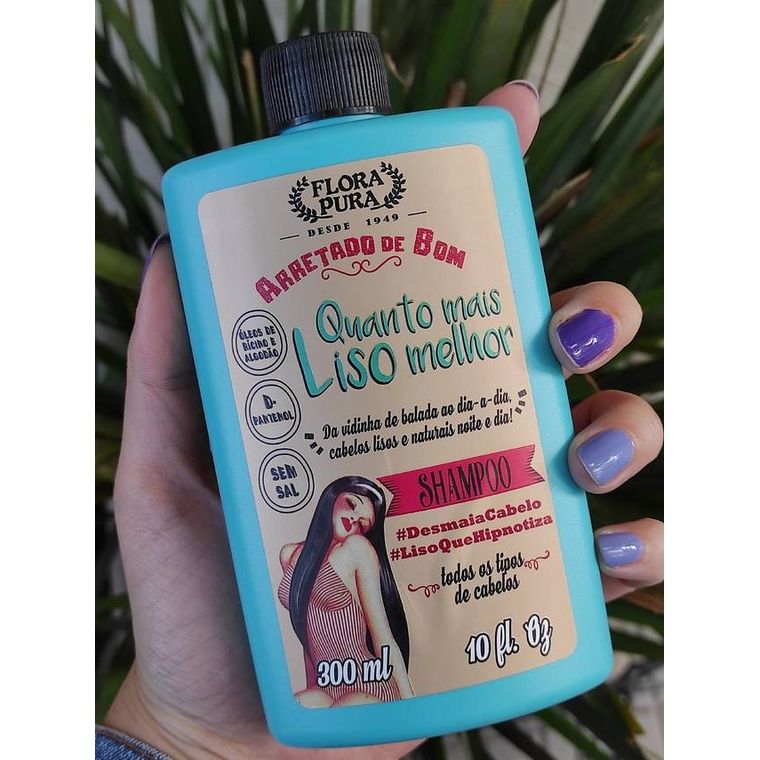 FLORA
PURA
DESDE 1949
ARRETADO DE BOM
Quanto mais
Liso melhor
ÓLEOS DE
RÍCINO E
ALGODÃO
D-
PANTENOL
SEM
SAL
Da vidinha de balada ao dia-a-dia,
cabelos lisos e naturais noite e dia!
SHAMPOO
#DesmaiaCabelo
#LisoQueHipnotiza
todos os tipos
de cabelos
300 ml
10 fl. Oz